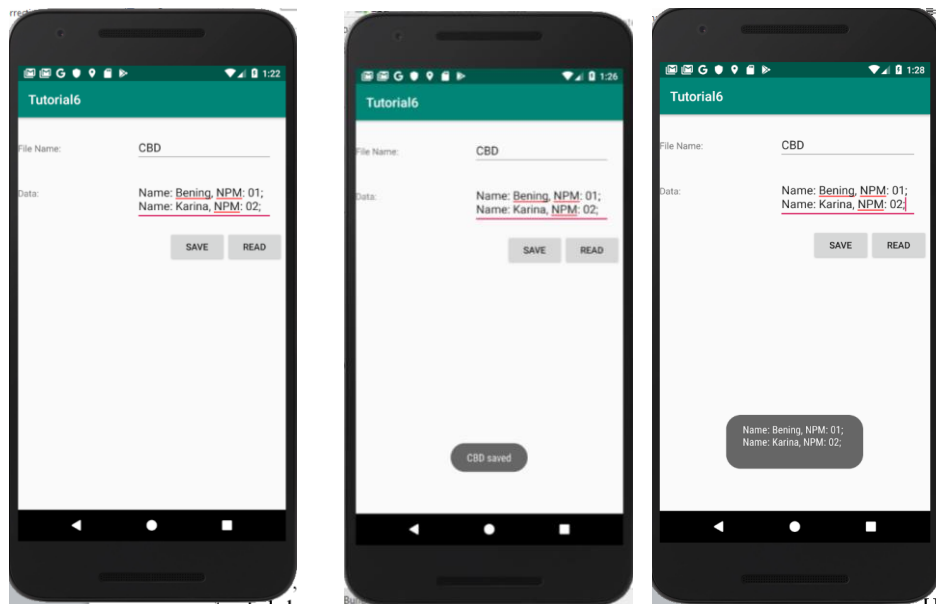 1:22
Tutorial6
File Name: CBD
Data: Name: Bening, NPM: 01;
Name: Karina, NPM: 02;
SAVE READ
1:26
Tutorial6
File Name: CBD
Data: Name: Bening, NPM: 01;
Name: Karina, NPM: 02;
SAVE READ
CBD saved
1:28
Tutorial6
File Name: CBD
Data: Name: Bening, NPM: 01;
Name: Karina, NPM: 02;
SAVE READ
Name: Bening, NPM: 01;
Name: Karina, NPM: 02;